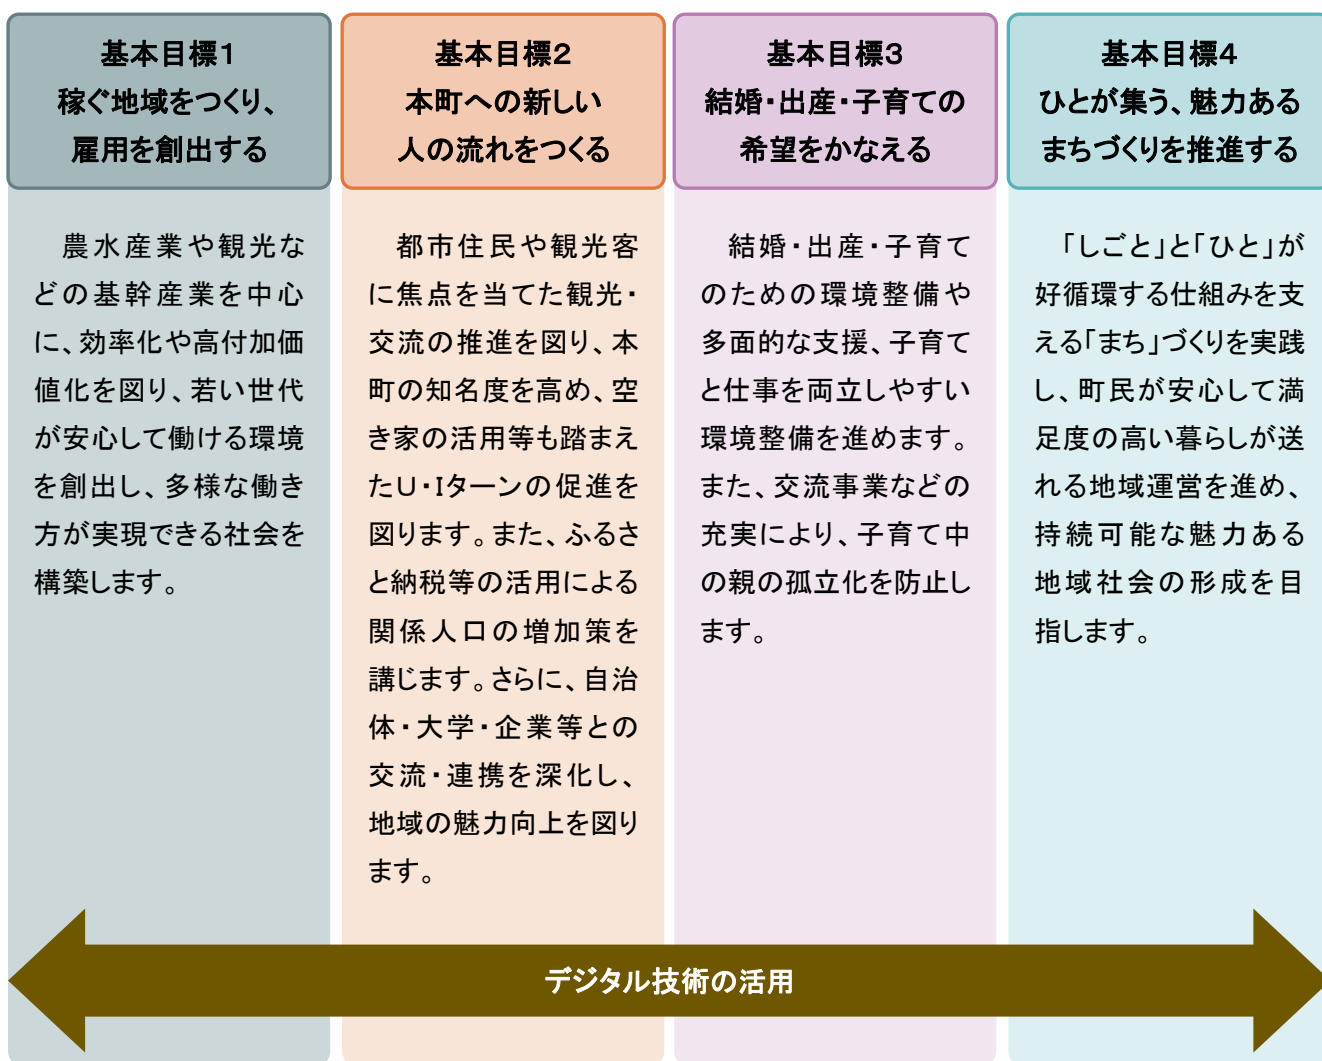 基本目標1
稼ぐ地域をつくり、
雇用を創出する
農水産業や観光な
どの基幹産業を中心
に、効率化や高付加価
値化を図り、若い世代
が安心して働ける環境
を創出し、多様な働き
方が実現できる社会を
構築します。
基本目標2
本町への新しい
人の流れをつくる
都市住民や観光客
に焦点を当てた観光・
交流の推進を図り、本
町の知名度を高め、空
き家の活用等も踏まえ
たU・Iターンの促進を
図ります。また、ふるさ
と納税等の活用による
関係人口の増加策を
講じます。さらに、自治
体・大学・企業等との
交流・連携を深化し、
地域の魅力向上を図り
ます。
基本目標3
結婚・出産・子育ての
希望をかなえる
結婚・出産・子育て
のための環境整備や
多面的な支援、子育て
と仕事を両立しやすい
環境整備を進めます。
また、交流事業などの
充実により、子育て中
の親の孤立化を防止し
ます。
基本目標4
ひとが集う、魅力ある
まちづくりを推進する
「しごと」と「ひと」が
好循環する仕組みを支
える「まち」づくりを実践
し、町民が安心して満
足度の高い暮らしが送
れる地域運営を進め、
持続可能な魅力ある
地域社会の形成を目
指します。
デジタル技術の活用